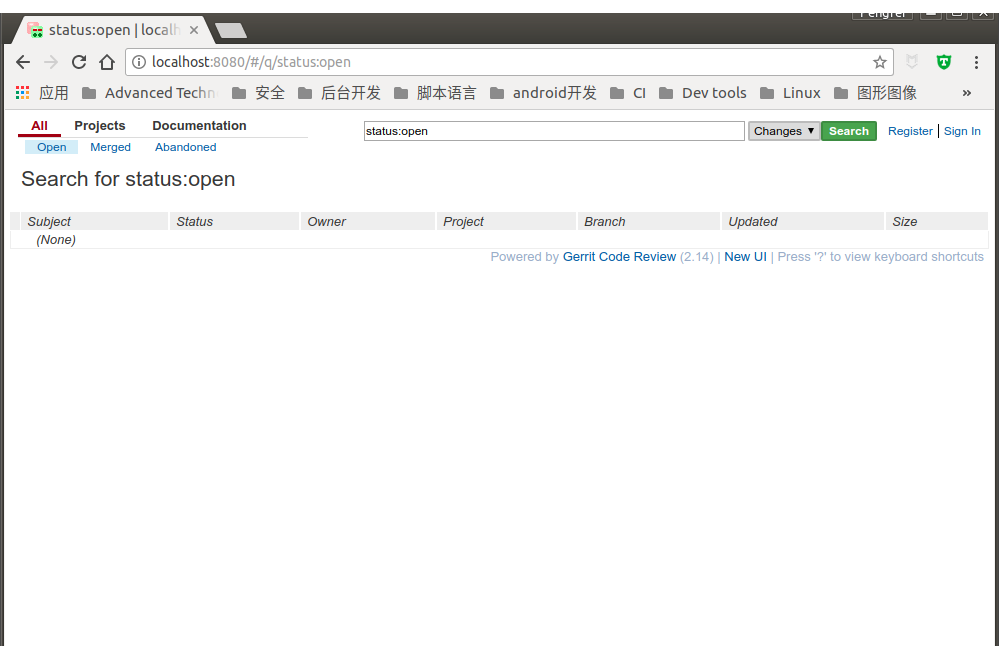 Pengfei
status:open | localh
localhost:8080/#/q/status:open
应用 Advanced Techn 安全 后台开发 脚本语言 android开发 CI Dev tools Linux 图形图像 »
All Projects Documentation
status:open Changes ▼ Search Register | Sign In
Open Merged Abandoned
Search for status:open
Subject Status Owner Project Branch Updated Size
(None)
Powered by Gerrit Code Review (2.14) | New UI | Press '?' to view keyboard shortcuts